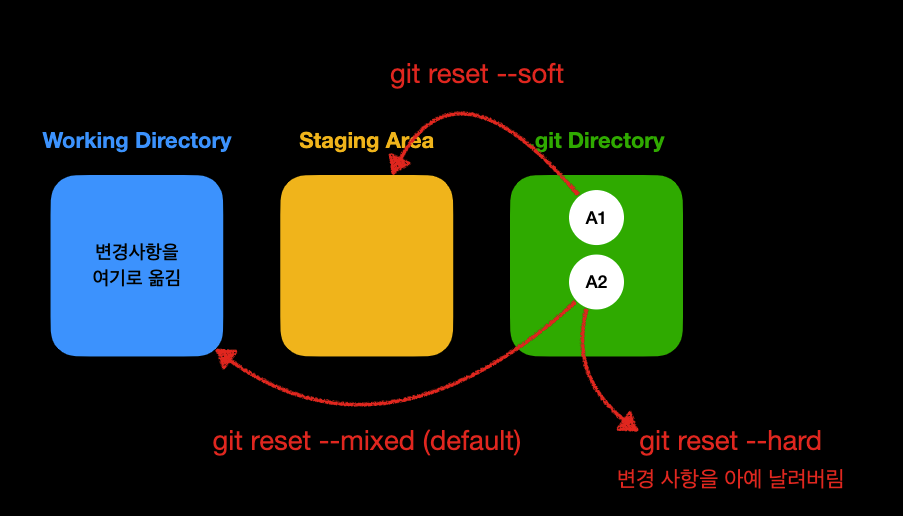 git reset --soft
Working Directory
Staging Area
git Directory
A1
변경사항을
여기로 옮김
A2
git reset --mixed (default)
git reset --hard
변경 사항을 아예 날려버림